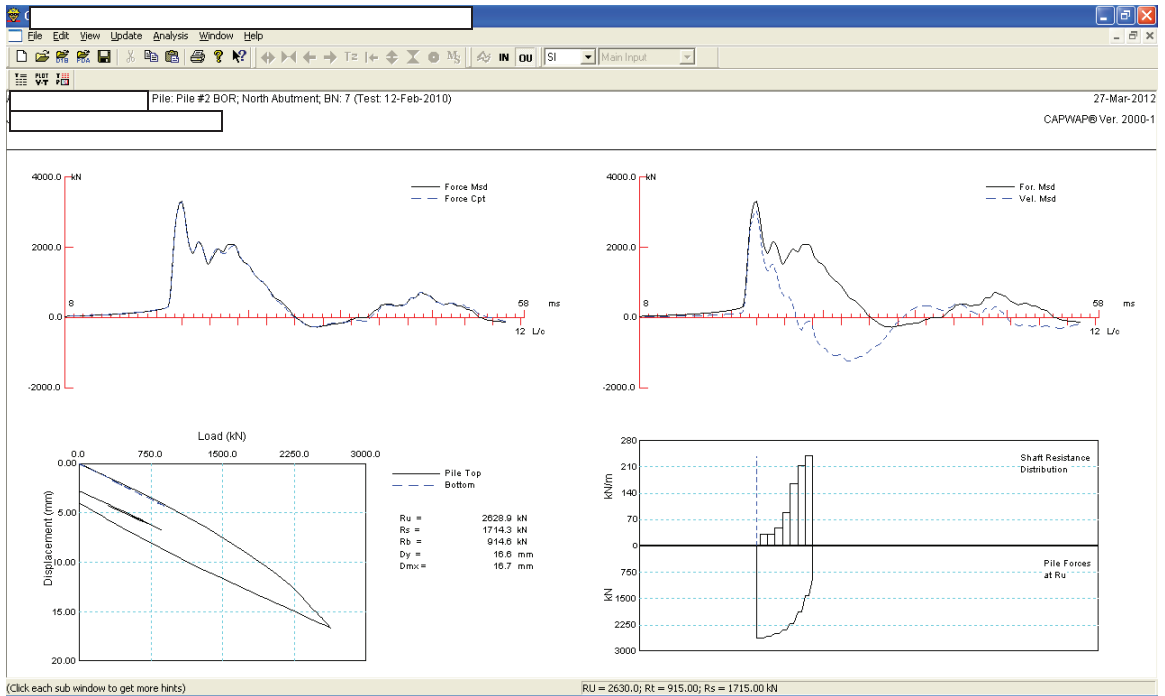 File Edit View Update Analysis Window Help
DTB PDA Tz Ms IN OU SI Main Input
PLOT V-T
Pile: Pile #2 BOR; North Abutment; BN: 7 (Test: 12-Feb-2010)
27-Mar-2012
CAPWAP® Ver. 2000-1
4000.0 kN
Force Msd
Force Cpt
2000.0
8
58 ms
0.0
12 L/c
-2000.0
4000.0 kN
For. Msd
Vel. Msd
2000.0
8
58 ms
0.0
12 L/c
-2000.0
Load (kN)
0.0 750.0 1500.0 2250.0 3000.0
0.00
5.00
10.00
15.00
20.00
Displacement (mm)
Pile Top
Bottom
Ru = 2628.9 kN
Rs = 1714.3 kN
Rb = 914.6 kN
Dy = 16.6 mm
Dmx = 16.7 mm
280
210
140
70
0
kN/m
Shaft Resistance
Distribution
750
1500
2250
3000
kN
Pile Forces
at Ru
(Click each sub window to get more hints)
RU = 2630.0; Rt = 915.00; Rs = 1715.00 kN